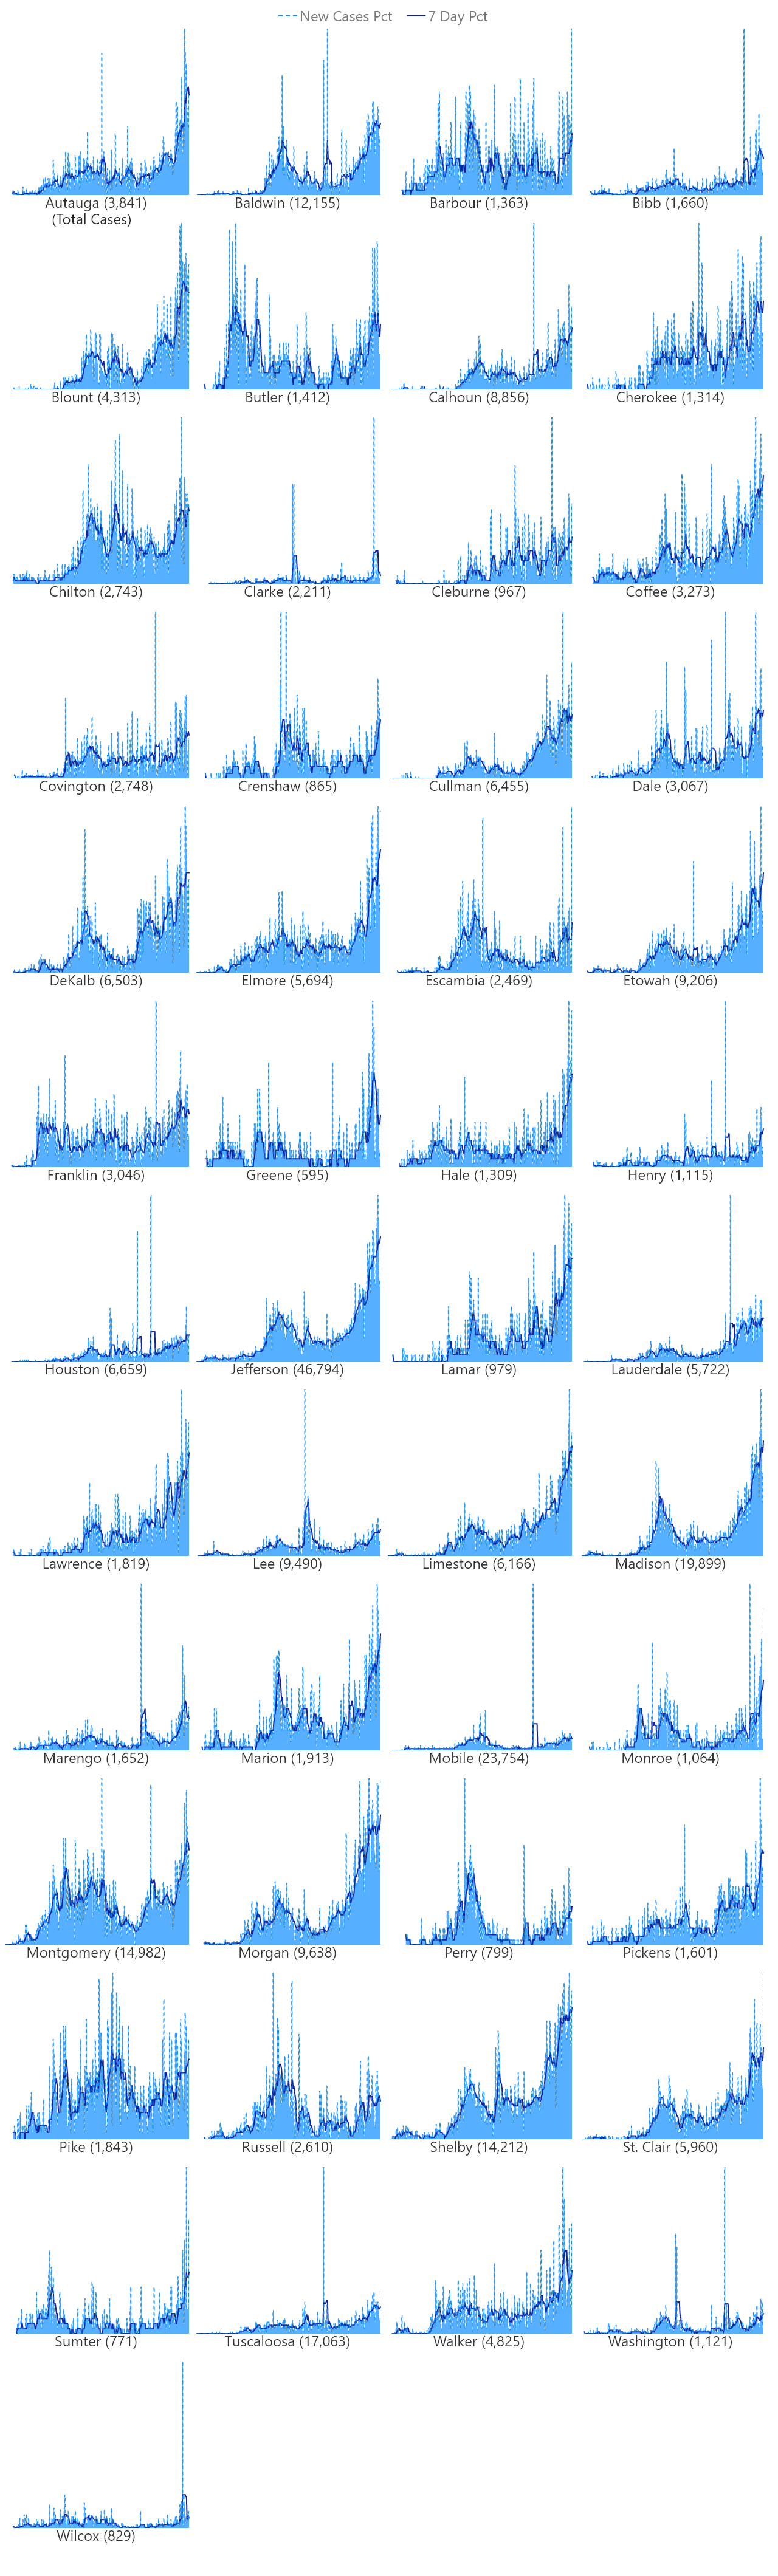 New Cases Pct 7 Day Pct
Autauga (3,841) Baldwin (12,155) Barbour (1,363) Bibb (1,660)
(Total Cases)
Blount (4,313) Butler (1,412) Calhoun (8,856) Cherokee (1,314)
Chilton (2,743) Clarke (2,211) Cleburne (967) Coffee (3,273)
Covington (2,748) Crenshaw (865) Cullman (6,455) Dale (3,067)
DeKalb (6,503) Elmore (5,694) Escambia (2,469) Etowah (9,206)
Franklin (3,046) Greene (595) Hale (1,309) Henry (1,115)
Houston (6,659) Jefferson (46,794) Lamar (979) Lauderdale (5,722)
Lawrence (1,819) Lee (9,490) Limestone (6,166) Madison (19,899)
Marengo (1,652) Marion (1,913) Mobile (23,754) Monroe (1,064)
Montgomery (14,982) Morgan (9,638) Perry (799) Pickens (1,601)
Pike (1,843) Russell (2,610) Shelby (14,212) St. Clair (5,960)
Sumter (771) Tuscaloosa (17,063) Walker (4,825) Washington (1,121)
Wilcox (829)